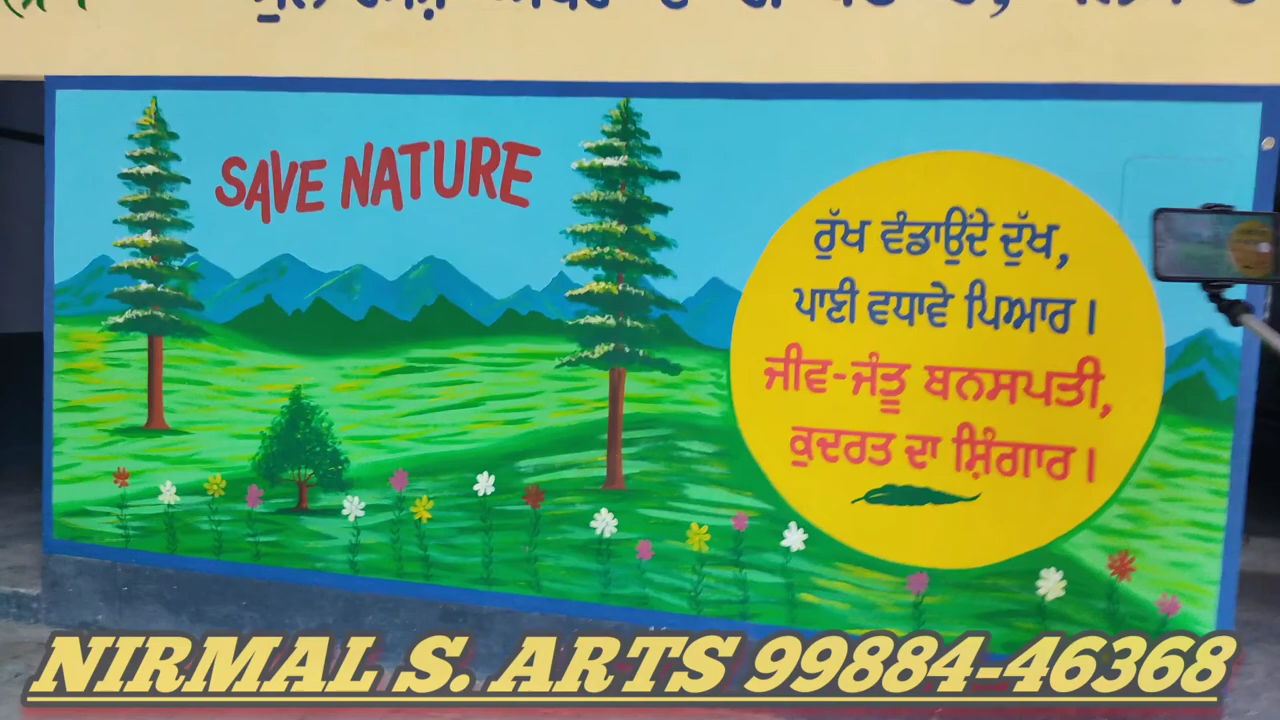 SAVE NATURE
ਰੁੱਖ ਵੰਡਾਉਂਦੇ ਦੁੱਖ,
ਪਾਣੀ ਵਧਾਵੇ ਪਿਆਰ।
ਜੀਵ-ਜੰਤੂ ਬਨਸਪਤੀ,
ਕੁਦਰਤ ਦਾ ਸ਼ਿੰਗਾਰ।
NIRMAL S. ARTS 99884-46368